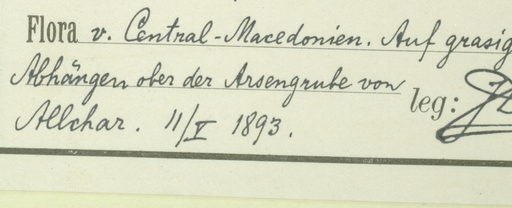 Flora v. Central-Macedonien. Auf grasig
Abhängen ober der Arsengrube von
Allchar. 11/V 1893.
leg: